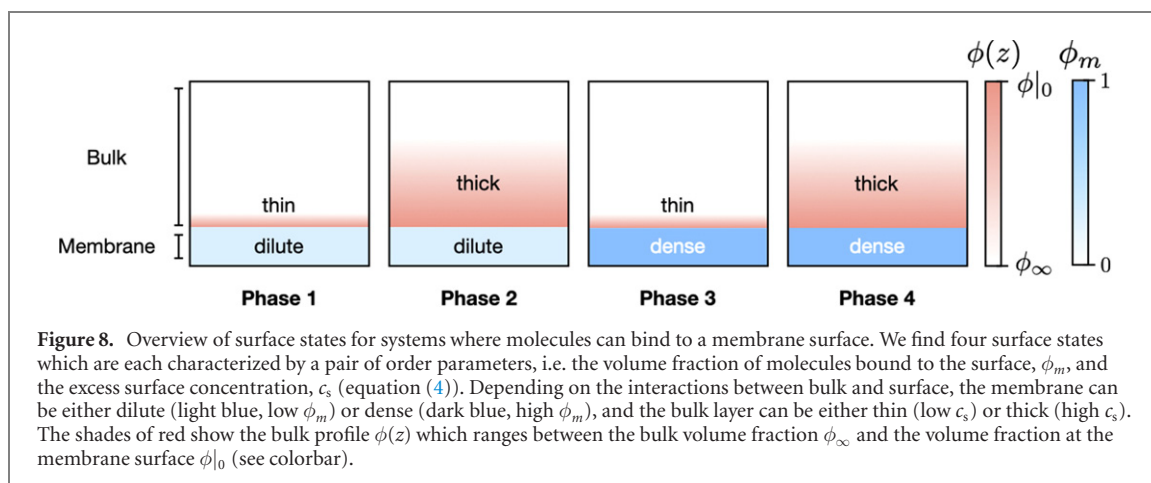 ϕ(z) ϕm
Bulk
thin
thick
thin
thick
ϕ|0
1
Membrane
dilute
dilute
dense
dense
ϕ∞
0
Phase 1
Phase 2
Phase 3
Phase 4
Figure 8. Overview of surface states for systems where molecules can bind to a membrane surface. We find four surface states
which are each characterized by a pair of order parameters, i.e. the volume fraction of molecules bound to the surface, ϕm, and
the excess surface concentration, cs (equation (4)). Depending on the interactions between bulk and surface, the membrane can
be either dilute (light blue, low ϕm) or dense (dark blue, high ϕm), and the bulk layer can be either thin (low cs) or thick (high cs).
The shades of red show the bulk profile ϕ(z) which ranges between the bulk volume fraction ϕ∞ and the volume fraction at the
membrane surface ϕ|0 (see colorbar).